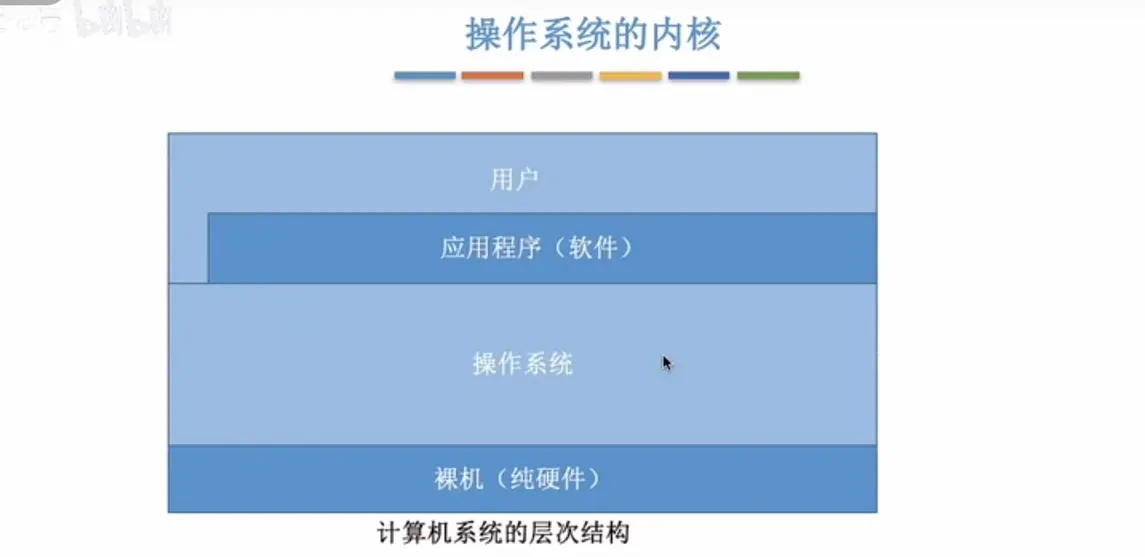 操作系统的内核
用户
应用程序（软件）
操作系统
裸机（纯硬件）
计算机系统的层次结构